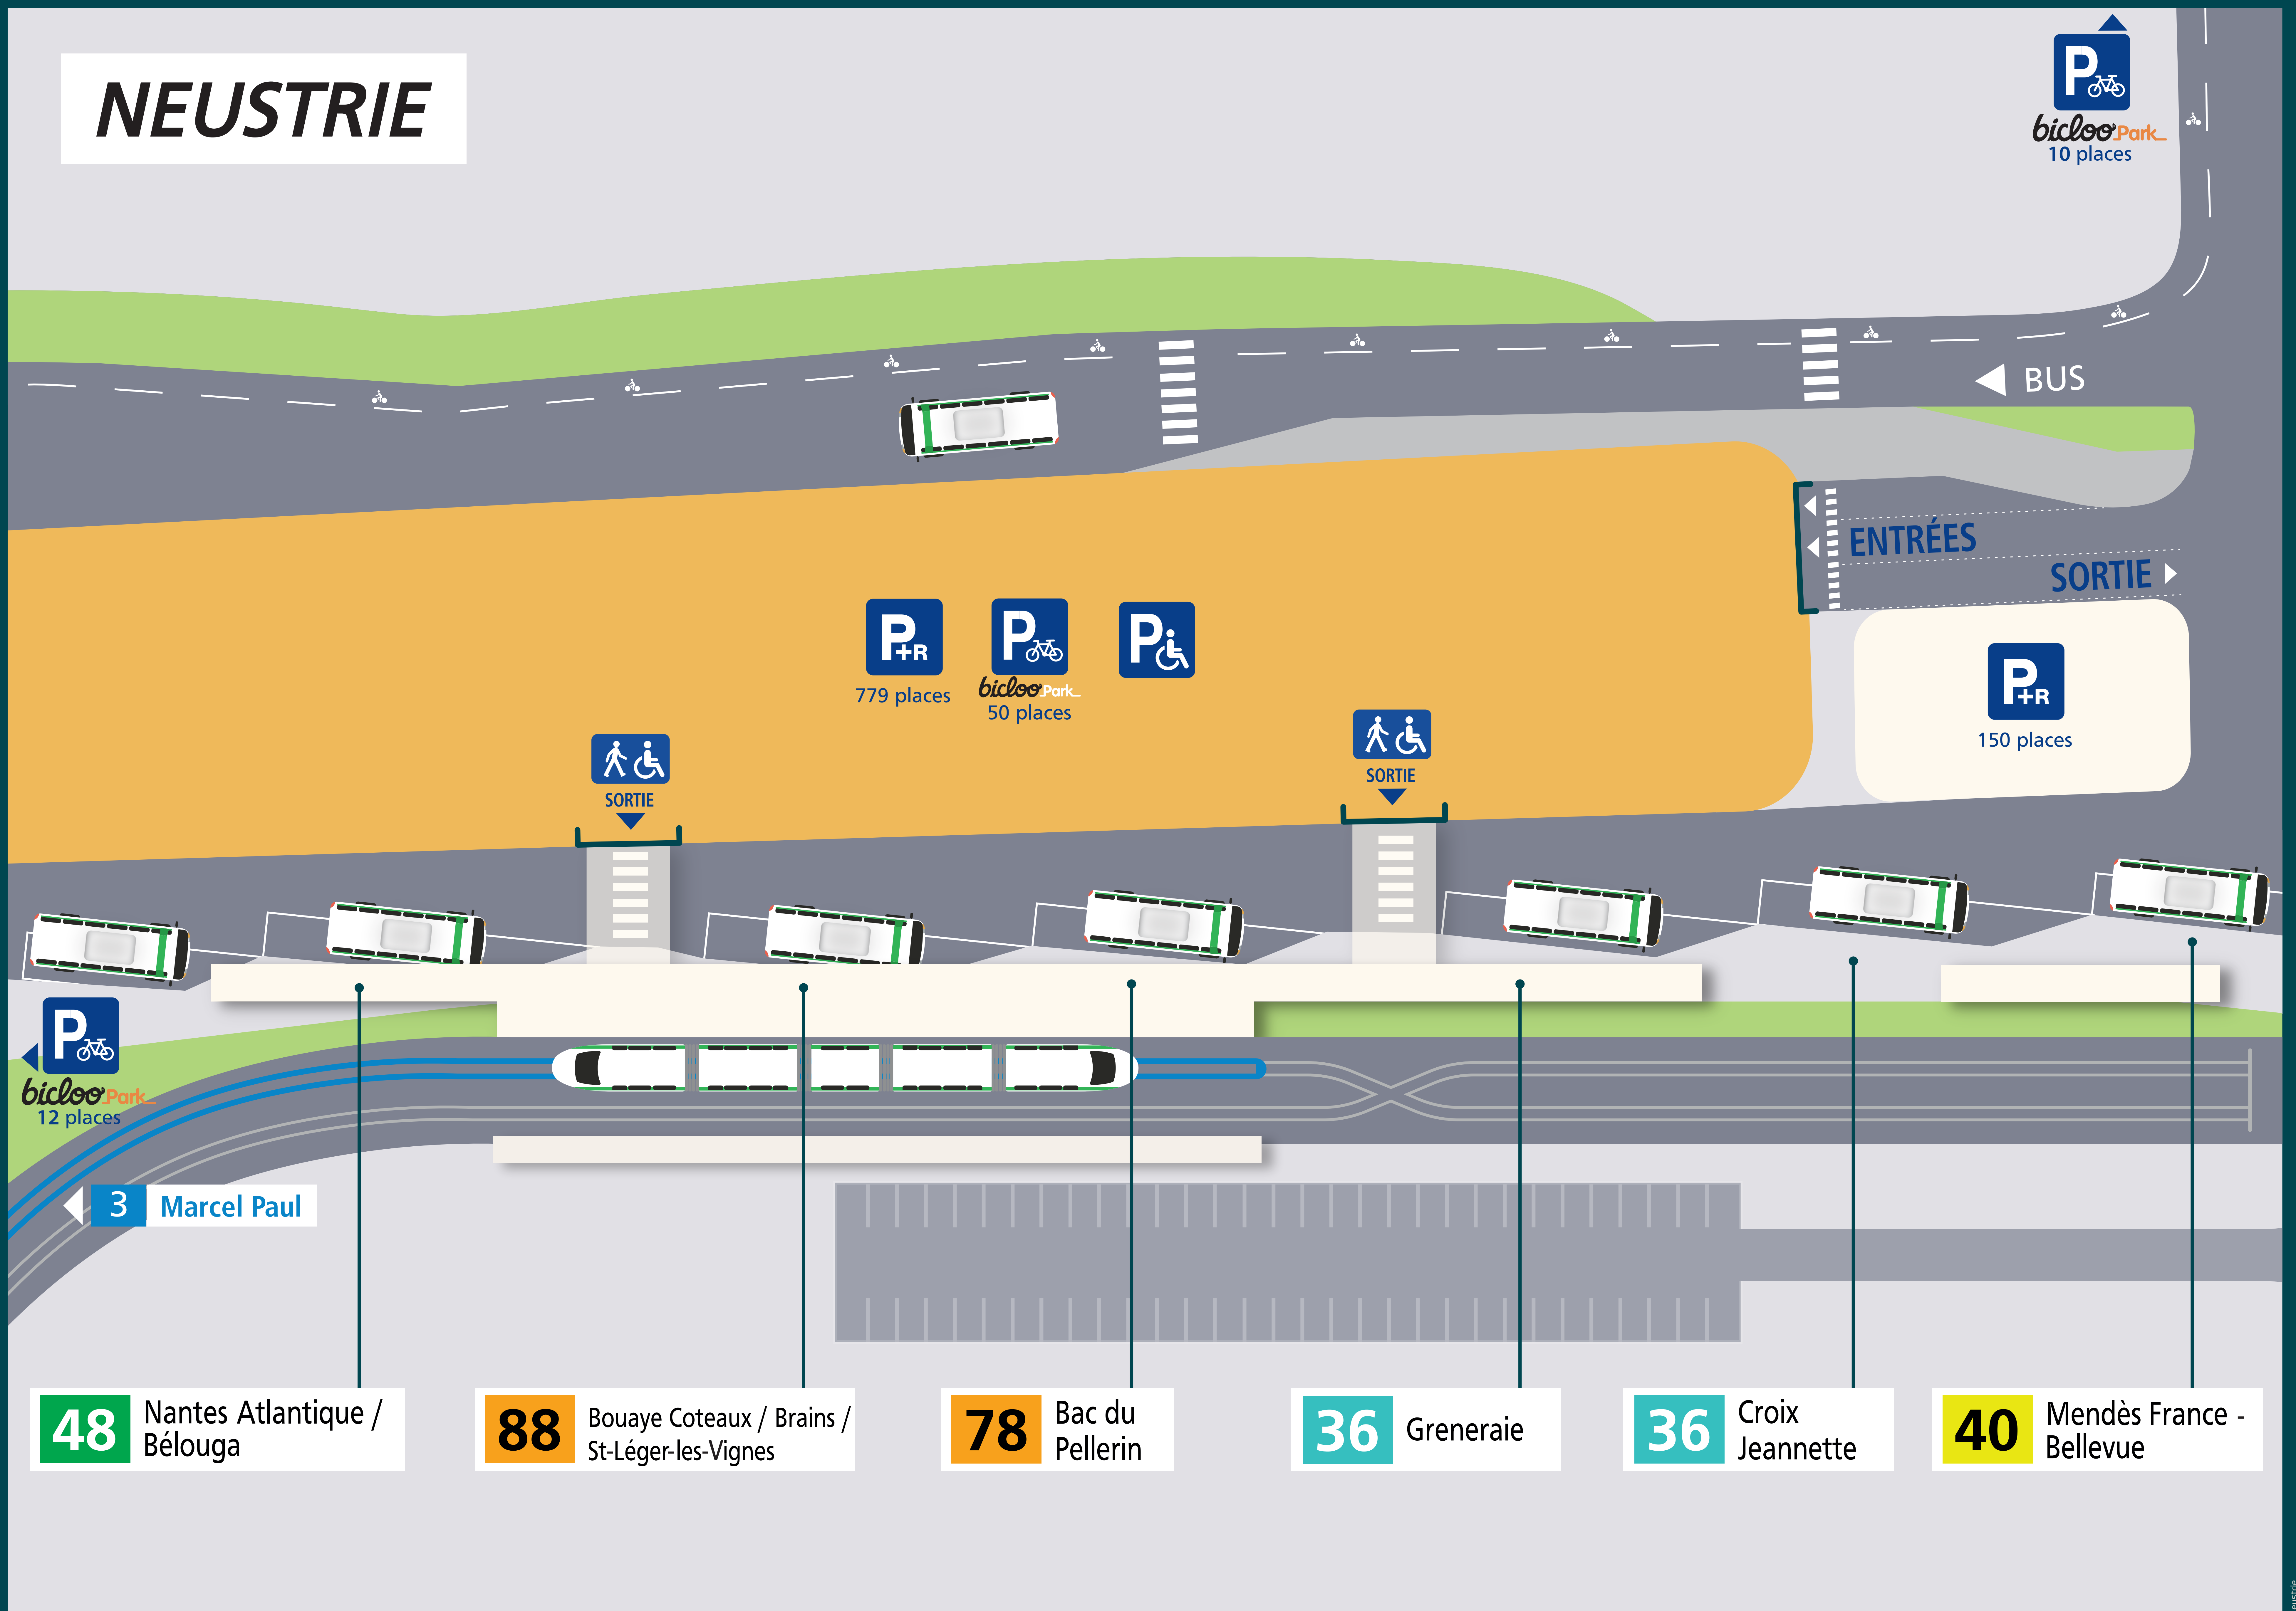 NEUSTRIE
P
bicloo Park
10 places
BUS
ENTRÉES
SORTIE
P+R
779 places
P
bicloo Park
50 places
P
P+R
150 places
SORTIE
SORTIE
P
bicloo Park
12 places
3 Marcel Paul
48 Nantes Atlantique /
Bélouga
88 Bouaye Coteaux / Brains /
St-Léger-les-Vignes
78 Bac du
Pellerin
36 Greneraie
36 Croix
Jeannette
40 Mendès France -
Bellevue